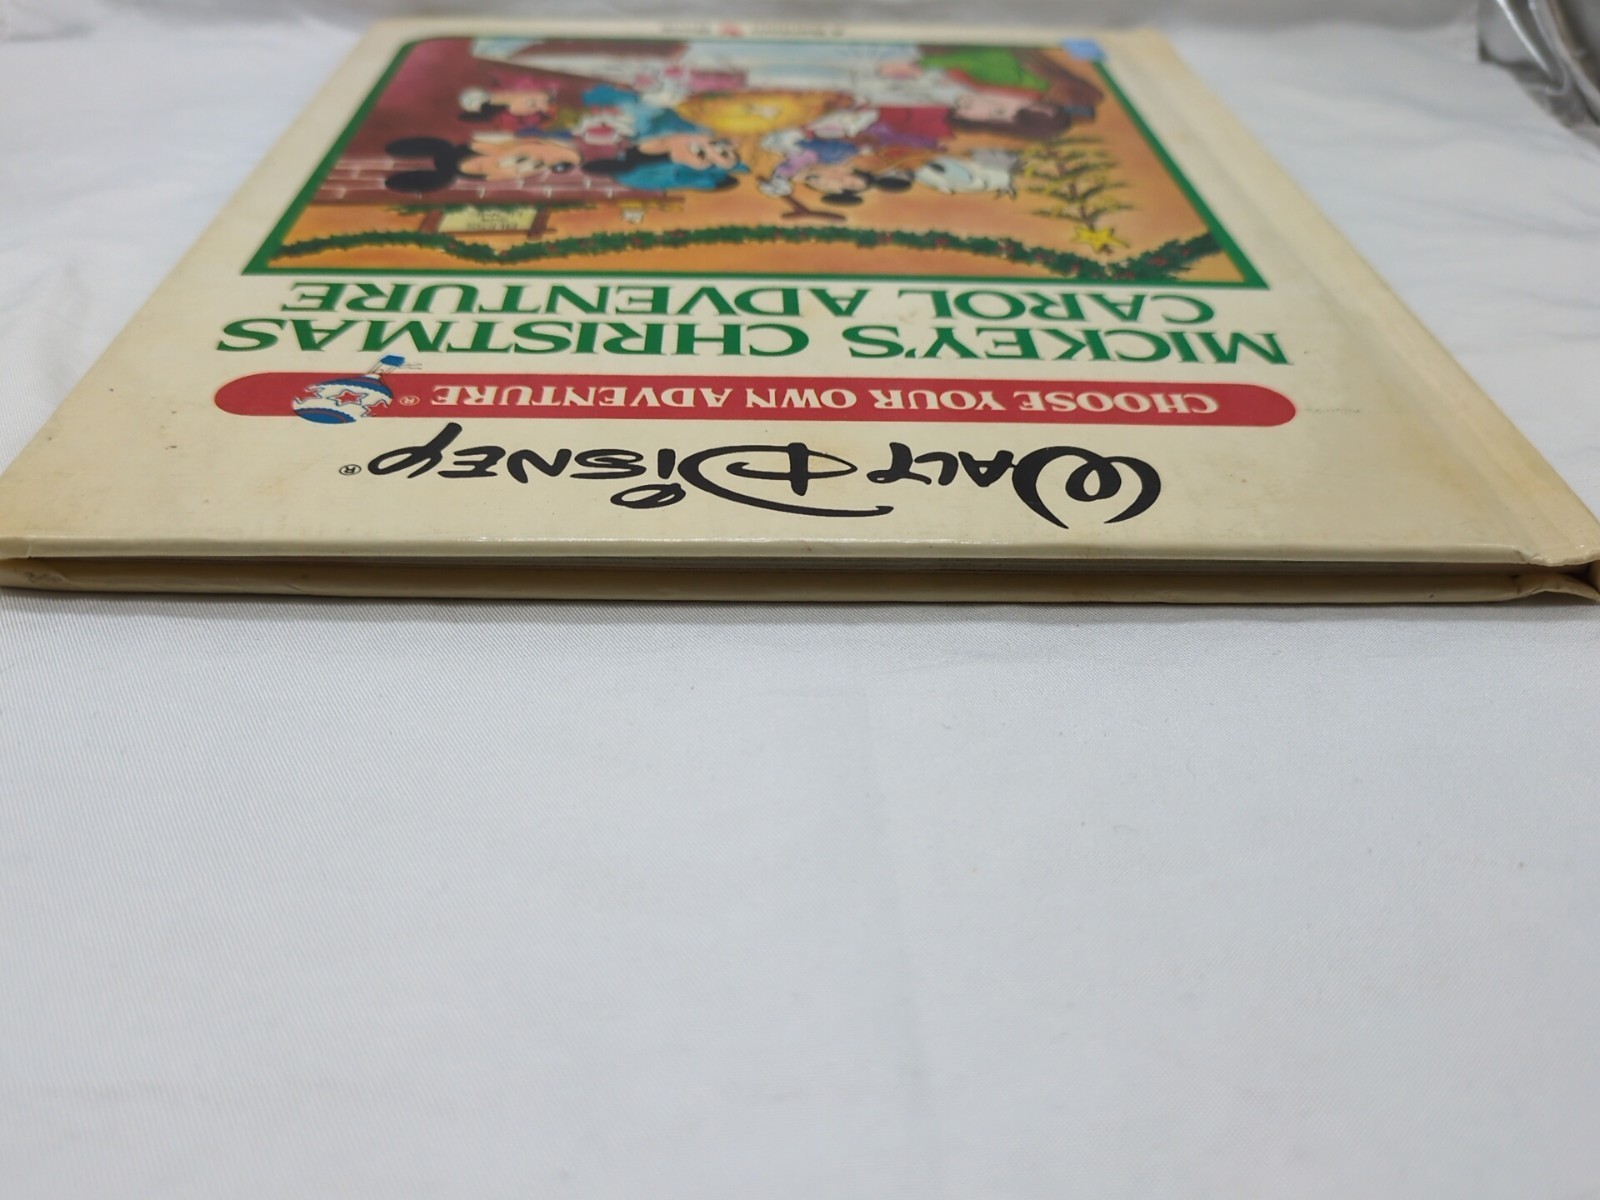 WALT DISNEY®
CHOOSE YOUR OWN ADVENTURE®
MICKEY'S CHRISTMAS
CAROL ADVENTURE